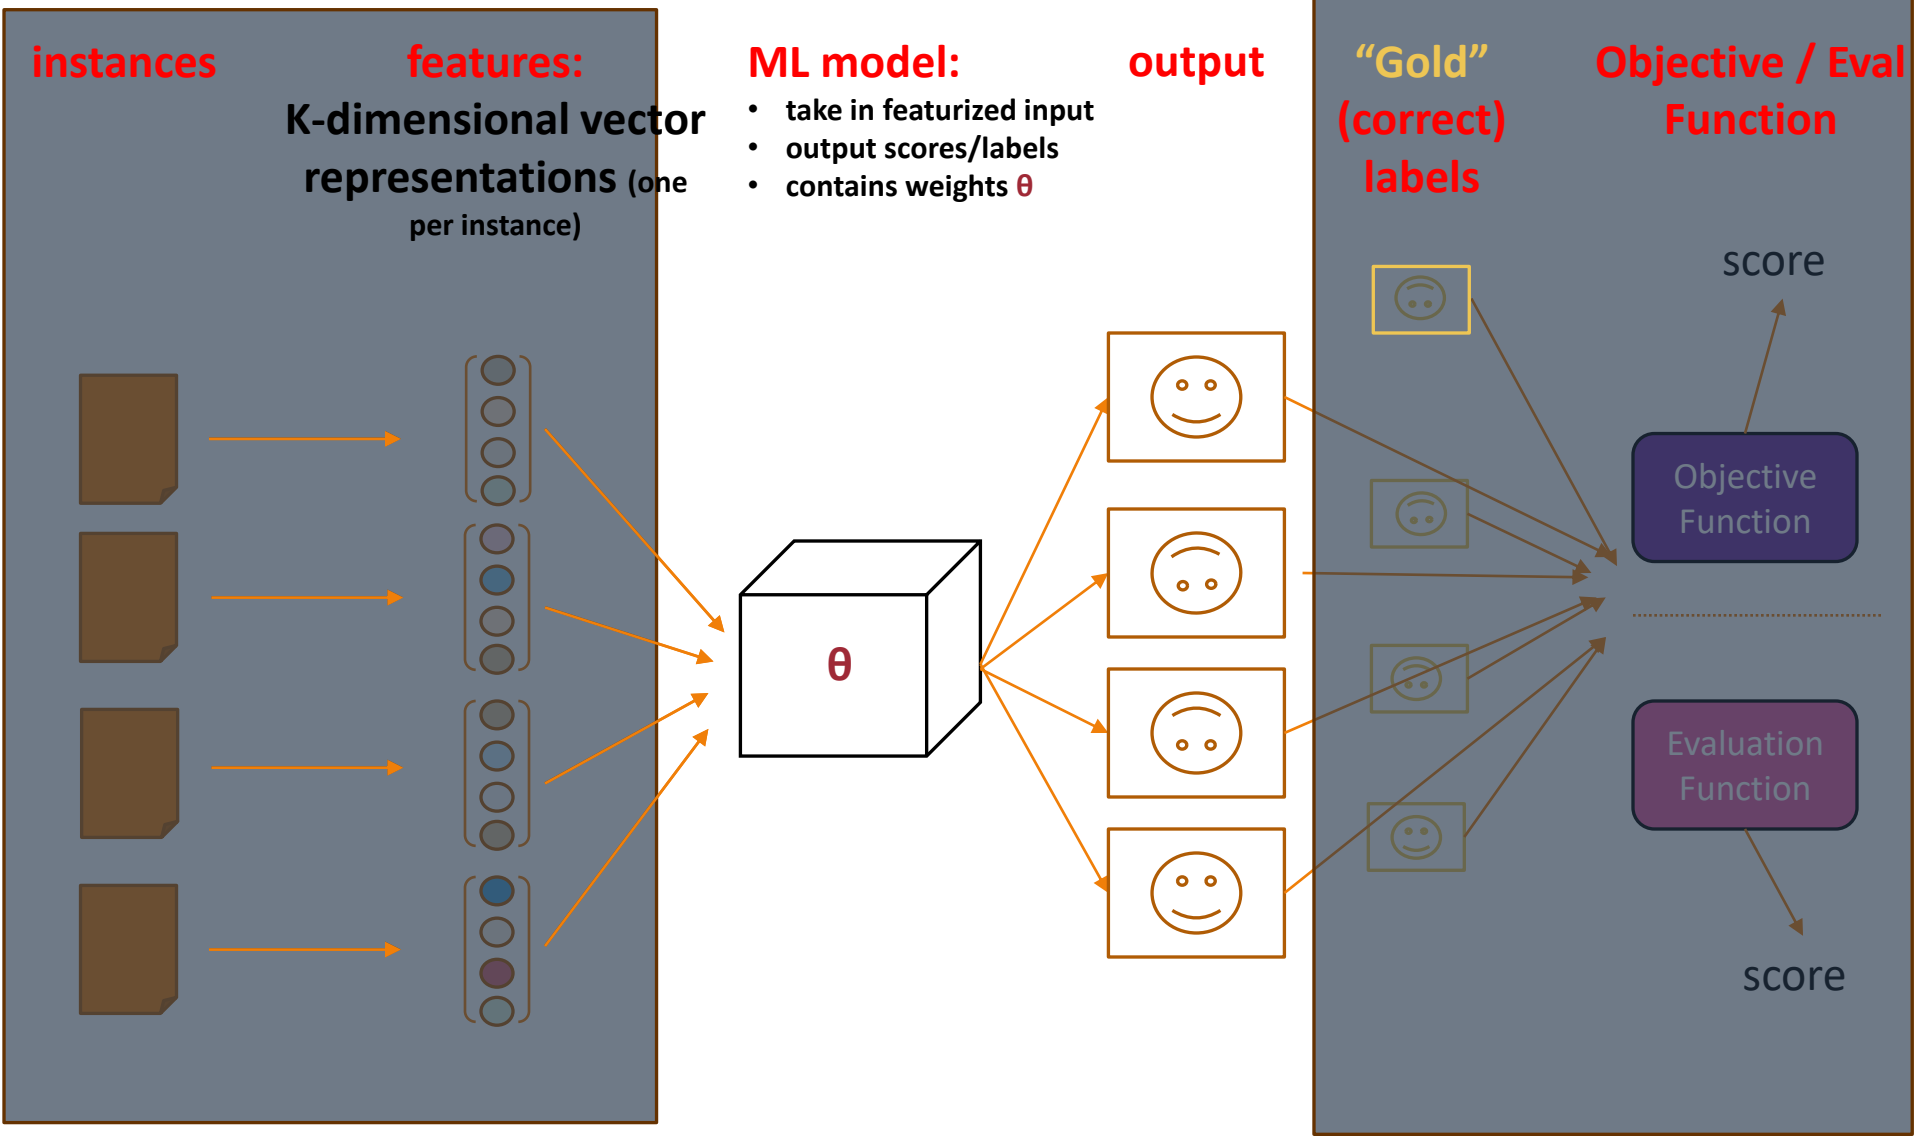 instances
features:
K-dimensional vector
representations (one
per instance)
ML model:
• take in featurized input
• output scores/labels
• contains weights θ
output
“Gold”
(correct)
labels
Objective / Eval
Function
score
Objective
Function
θ
Evaluation
Function
score